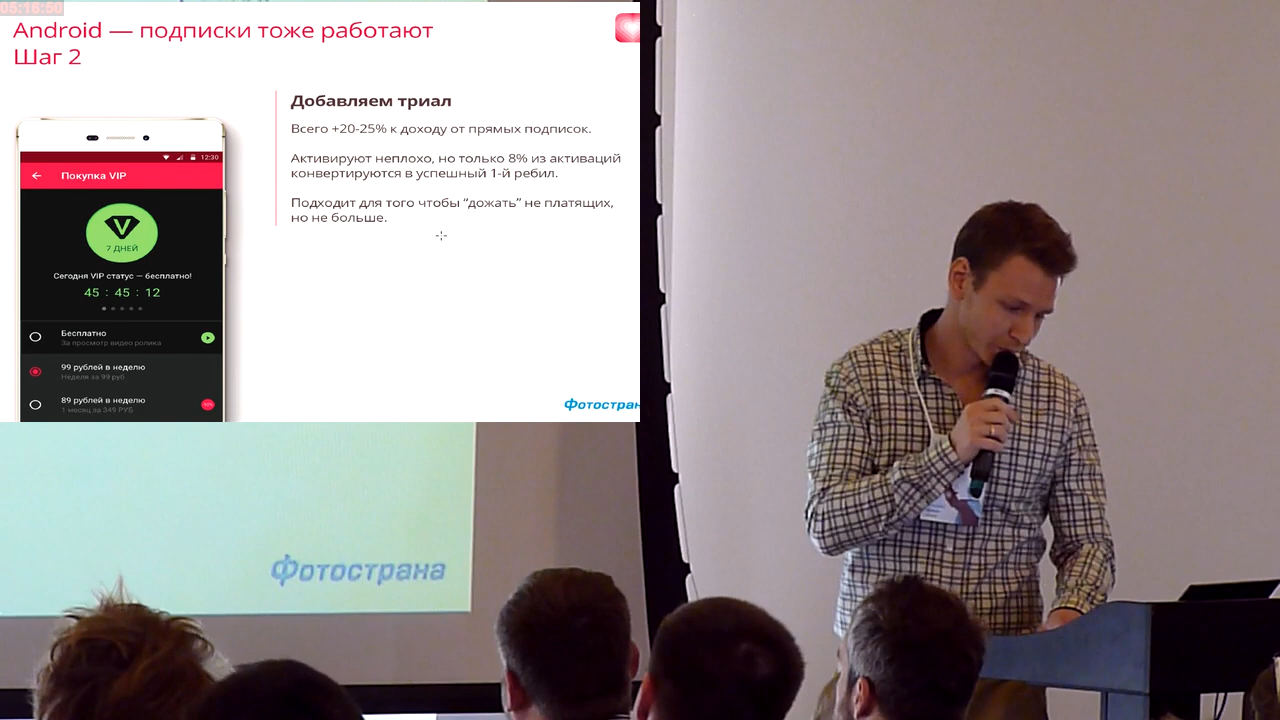 05:16:50
Android — подписки тоже работают
Шаг 2
Добавляем триал
Всего +20-25% к доходу от прямых подписок.
Активируют неплохо, но только 8% из активаций
конвертируются в успешный 1-й ребил.
Подходит для того чтобы “дожать” не платящих,
но не больше.
12:30
Покупка VIP
V
7 ДНЕЙ
Сегодня VIP статус — бесплатно!
45 : 45 : 12
Бесплатно
За просмотр видео ролика
99 рублей в неделю
Неделя за 99 руб
89 рублей в неделю
1 месяц за 349 РУБ
Фотостран
Фотострана